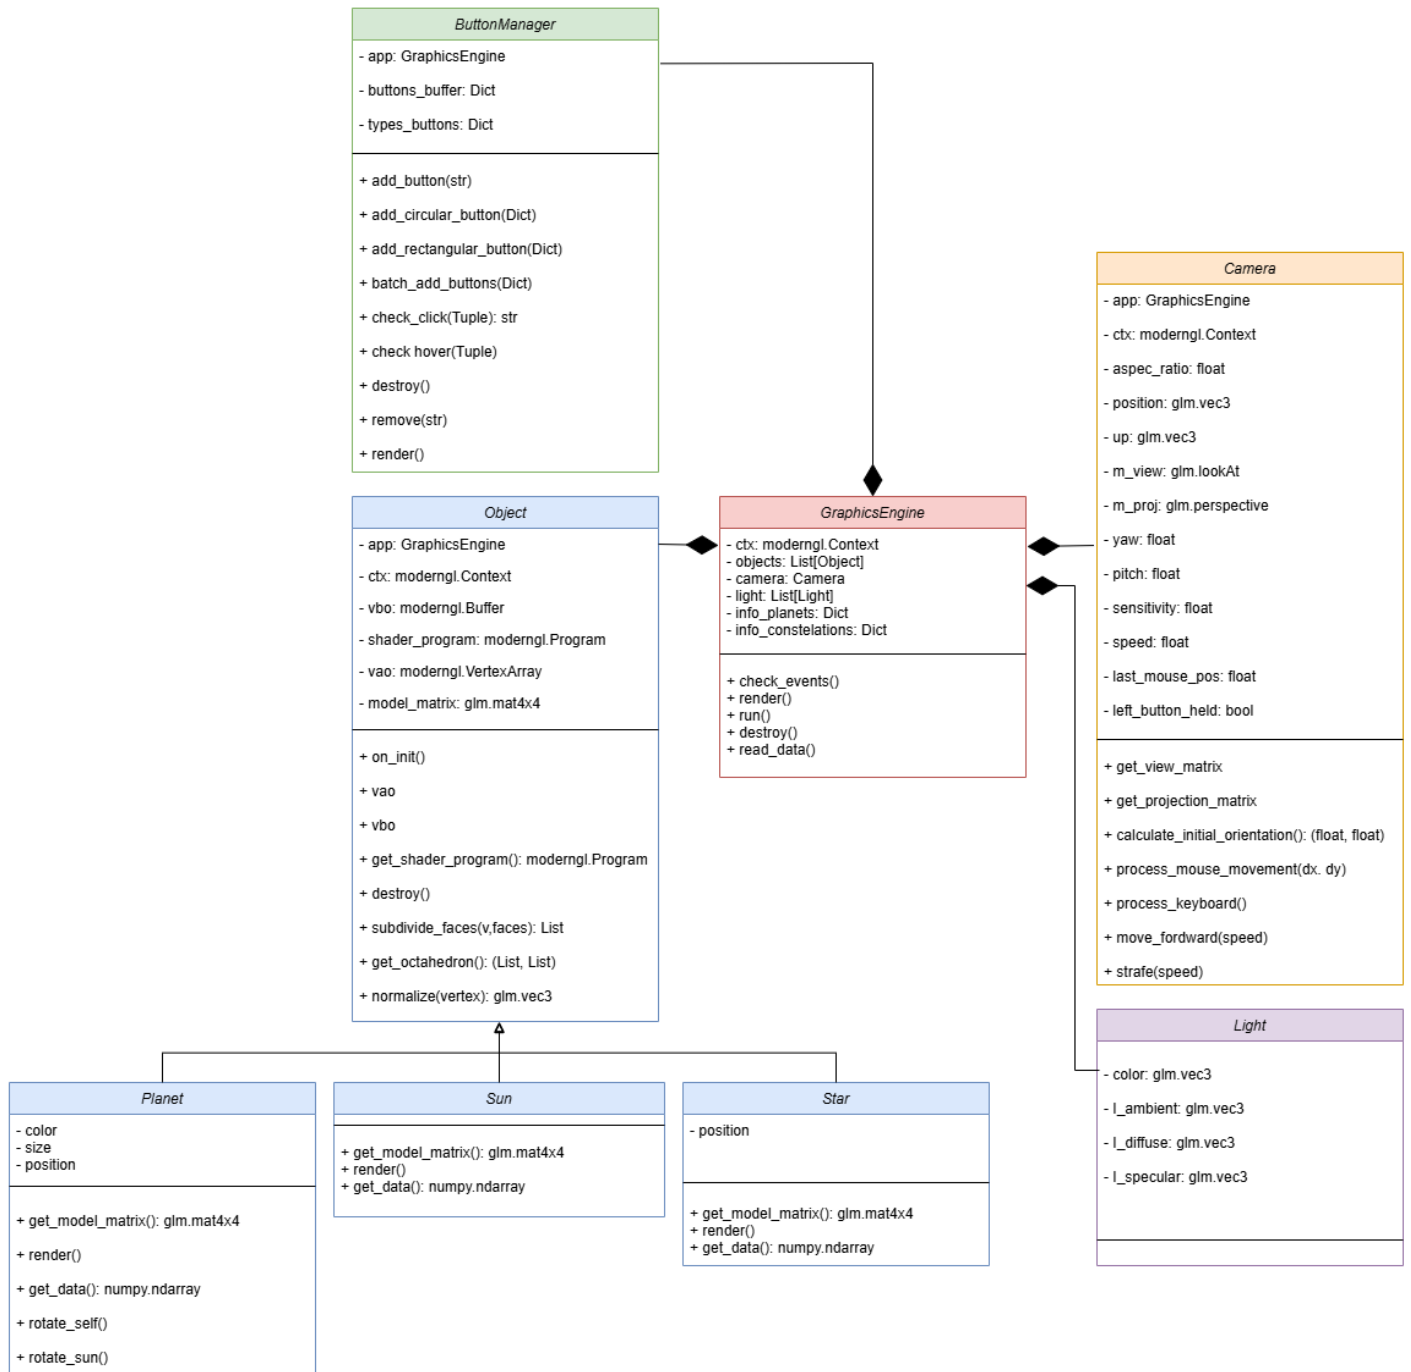 ButtonManager
- app: GraphicsEngine
- buttons_buffer: Dict
- types_buttons: Dict
+ add_button(str)
+ add_circular_button(Dict)
+ add_rectangular_button(Dict)
+ batch_add_buttons(Dict)
+ check_click(Tuple): str
+ check hover(Tuple)
+ destroy()
+ remove(str)
+ render()
Object
- app: GraphicsEngine
- ctx: moderngl.Context
- vbo: moderngl.Buffer
- shader_program: moderngl.Program
- vao: moderngl.VertexArray
- model_matrix: glm.mat4x4
+ on_init()
+ vao
+ vbo
+ get_shader_program(): moderngl.Program
+ destroy()
+ subdivide_faces(v,faces): List
+ get_octahedron(): (List, List)
+ normalize(vertex): glm.vec3
GraphicsEngine
- ctx: moderngl.Context
- objects: List[Object]
- camera: Camera
- light: List[Light]
- info_planets: Dict
- info_constelations: Dict
+ check_events()
+ render()
+ run()
+ destroy()
+ read_data()
Camera
- app: GraphicsEngine
- ctx: moderngl.Context
- aspec_ratio: float
- position: glm.vec3
- up: glm.vec3
- m_view: glm.lookAt
- m_proj: glm.perspective
- yaw: float
- pitch: float
- sensitivity: float
- speed: float
- last_mouse_pos: float
- left_button_held: bool
+ get_view_matrix
+ get_projection_matrix
+ calculate_initial_orientation(): (float, float)
+ process_mouse_movement(dx. dy)
+ process_keyboard()
+ move_fordward(speed)
+ strafe(speed)
Light
- color: glm.vec3
- l_ambient: glm.vec3
- l_diffuse: glm.vec3
- l_specular: glm.vec3
Planet
- color
- size
- position
+ get_model_matrix(): glm.mat4x4
+ render()
+ get_data(): numpy.ndarray
+ rotate_self()
+ rotate_sun()
Sun
+ get_model_matrix(): glm.mat4x4
+ render()
+ get_data(): numpy.ndarray
Star
- position
+ get_model_matrix(): glm.mat4x4
+ render()
+ get_data(): numpy.ndarray